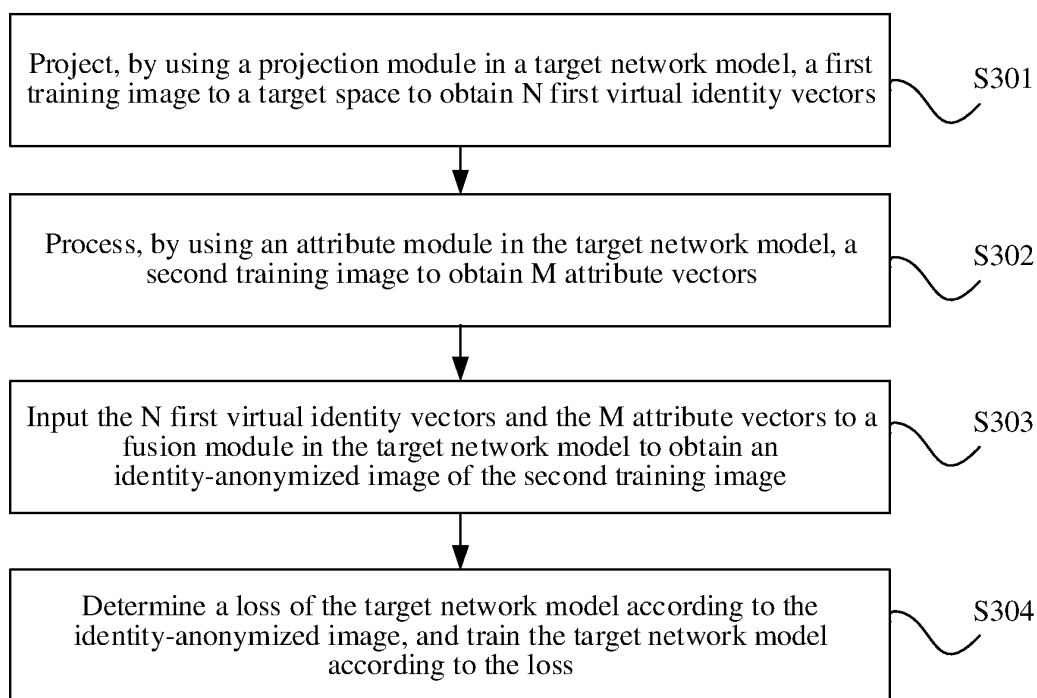 Project, by using a projection module in a target network model, a first
training image to a target space to obtain N first virtual identity vectors
S301
Process, by using an attribute module in the target network model, a
second training image to obtain M attribute vectors
S302
Input the N first virtual identity vectors and the M attribute vectors to a
fusion module in the target network model to obtain an
identity-anonymized image of the second training image
S303
Determine a loss of the target network model according to the
identity-anonymized image, and train the target network model
according to the loss
S304